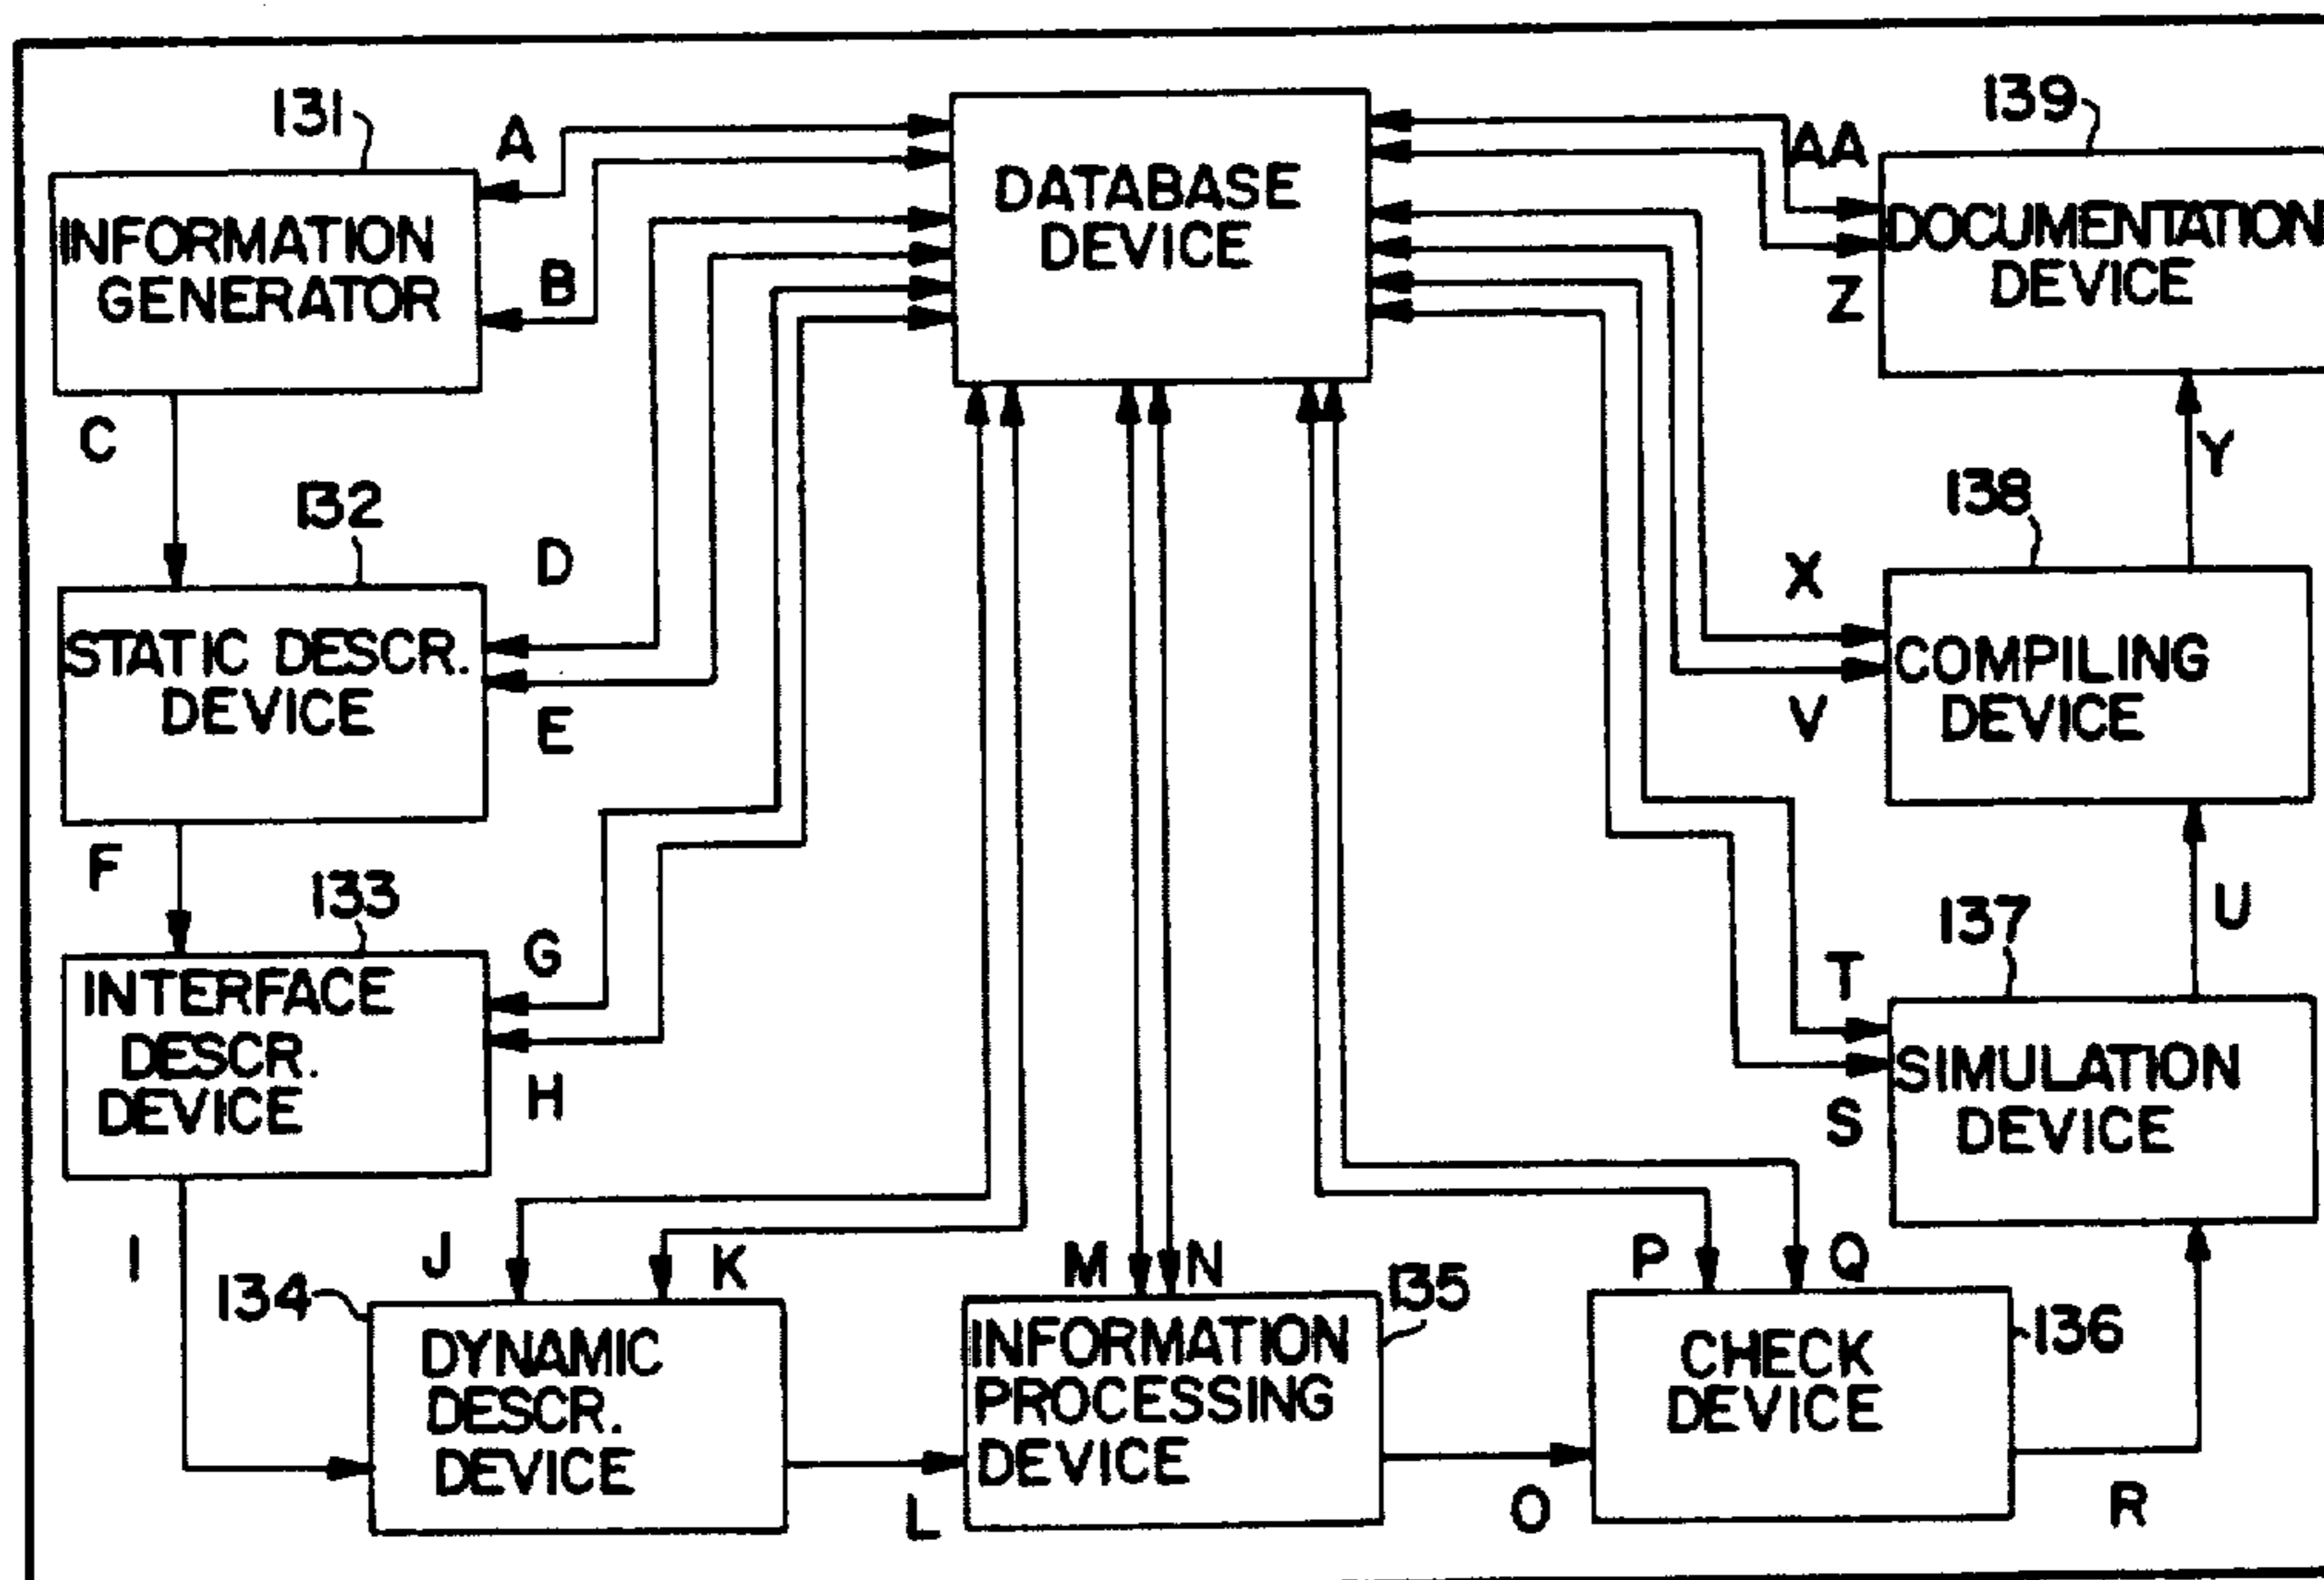 131
A
INFORMATION
GENERATOR
B
C
DATABASE
DEVICE
139
AA
DOCUMENTATION
DEVICE
Z
Y
132
D
STATIC DESCR.
DEVICE
E
F
138
X
COMPILING
DEVICE
V
U
133
G
INTERFACE
DESCR.
DEVICE
H
I
137
T
SIMULATION
DEVICE
S
134
J
K
DYNAMIC
DESCR.
DEVICE
L
M
N
135
INFORMATION
PROCESSING
DEVICE
O
P
Q
136
CHECK
DEVICE
R